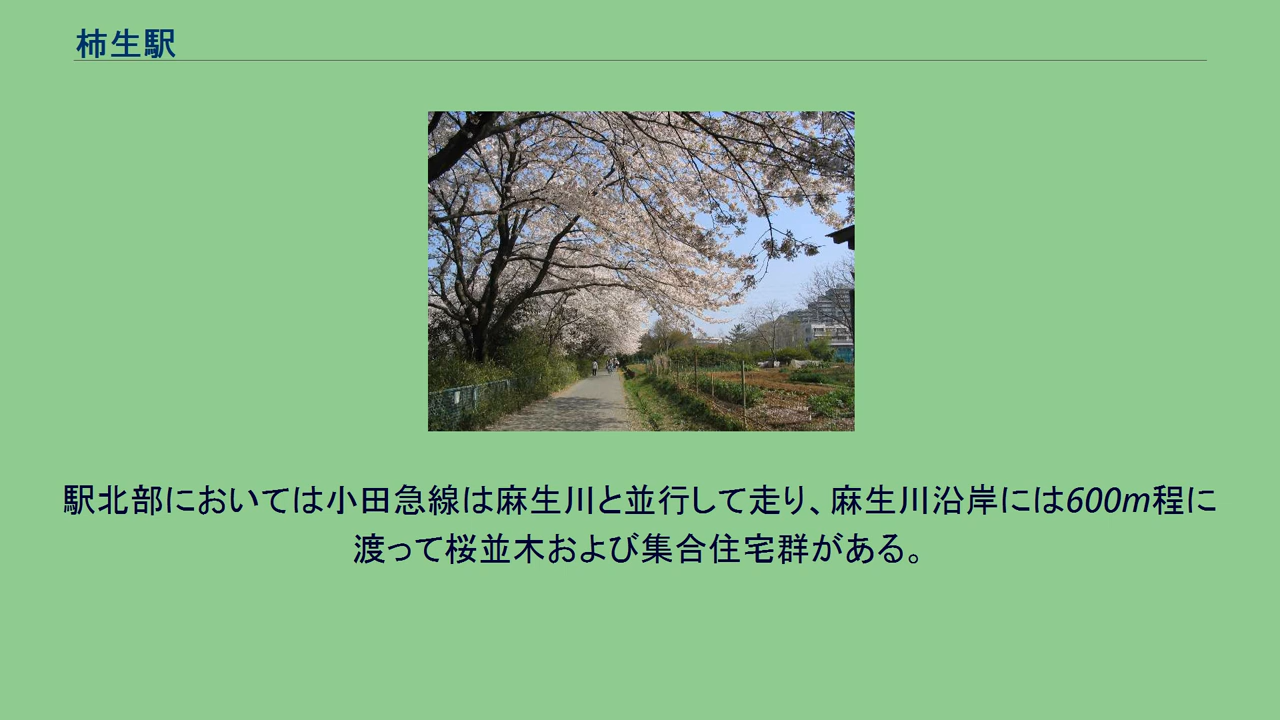 柿生駅
駅北部においては小田急線は麻生川と並行して走り、麻生川沿岸には600m程に
渡って桜並木および集合住宅群がある。